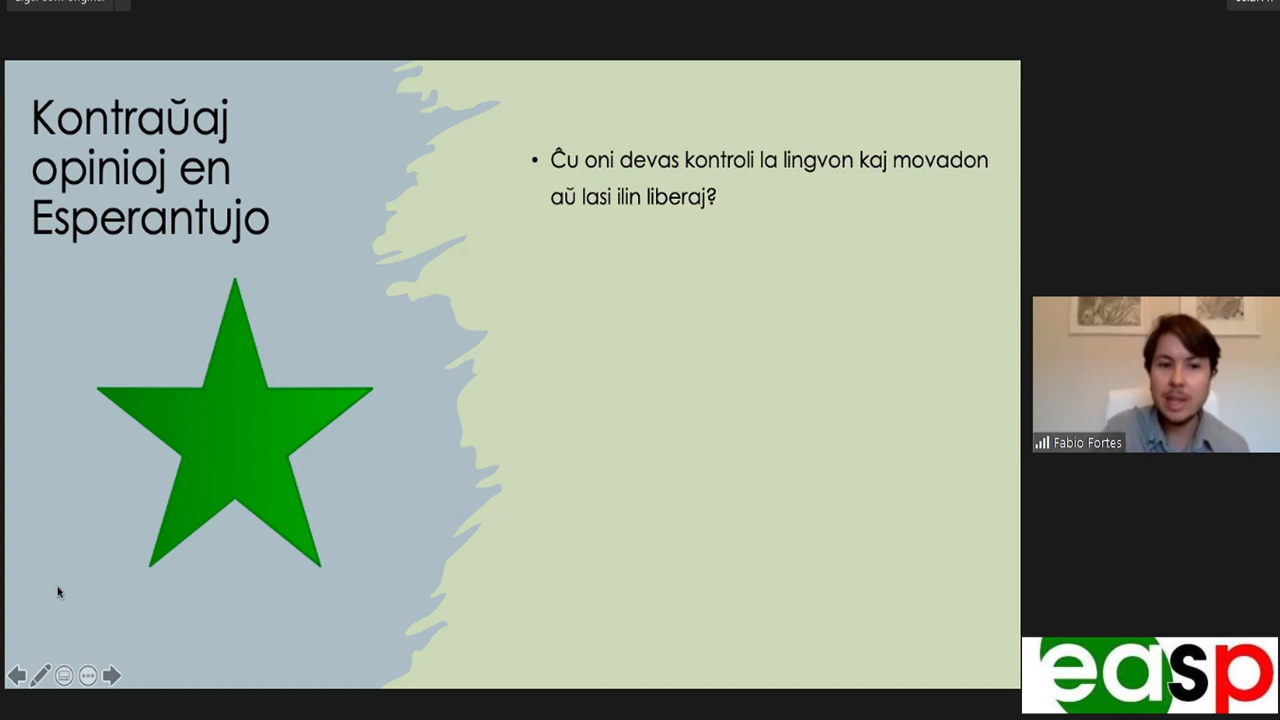 Kontraŭaj
opinioj en
Esperantujo
• Ĉu oni devas kontroli la lingvon kaj movadon
aŭ lasi ilin liberaj?
Fabio Fortes
easp